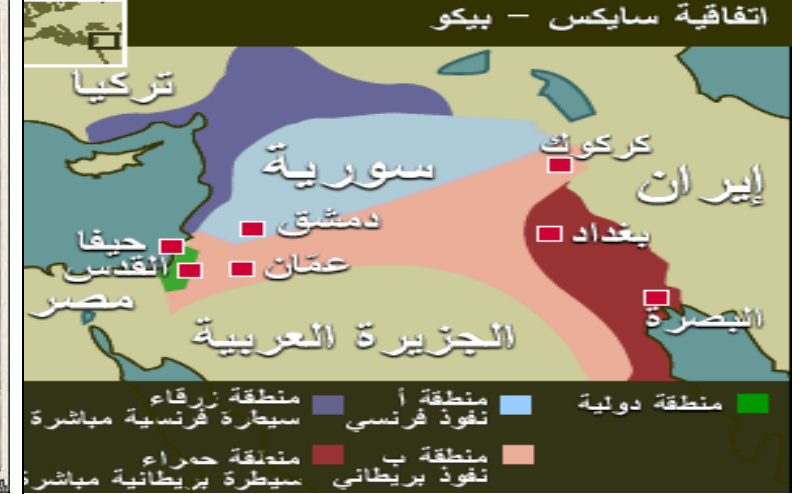 اتفاقية سايكس - بيكو
تركيا
كركوك
سورية
إيران
دمشق
بغداد
حيفا
القدس
عمّان
مصر
البصرة
الجزيرة العربية
منطقة دولية
منطقة أ
نفوذ فرنسي
منطقة زرقاء
سيطرة فرنسية مباشرة
منطقة ب
نفوذ بريطاني
منطقة حمراء
سيطرة بريطانية مباشرة